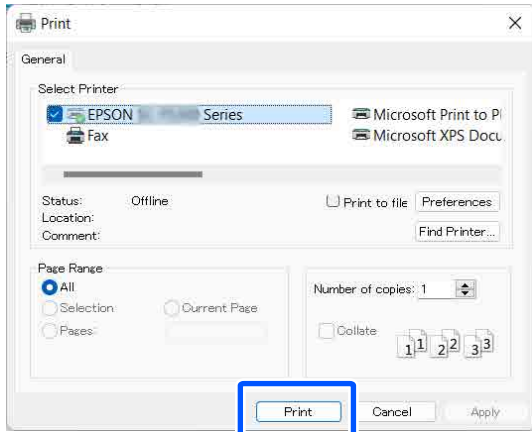 Print
General
Select Printer
EPSON Series
Microsoft Print to P
Fax
Microsoft XPS Docu
Status: Offline
Print to file Preferences
Location:
Find Printer...
Comment:
Page Range
All
Number of copies: 1
Selection Current Page
Pages:
Collate
1 1 2 2 3 3
Print Cancel Apply